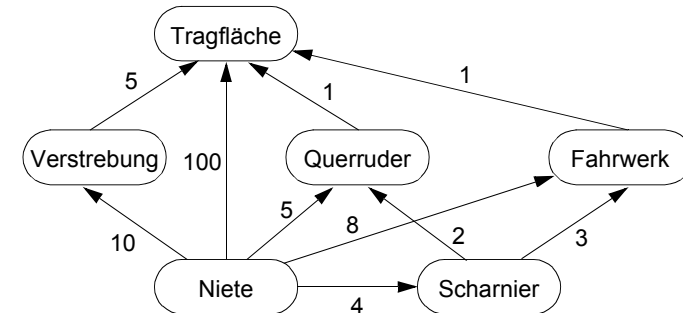 Tragfläche
5
1
1
Verstrebung
100
Querruder
Fahrwerk
10
5
8
2
3
Niete
4
Scharnier